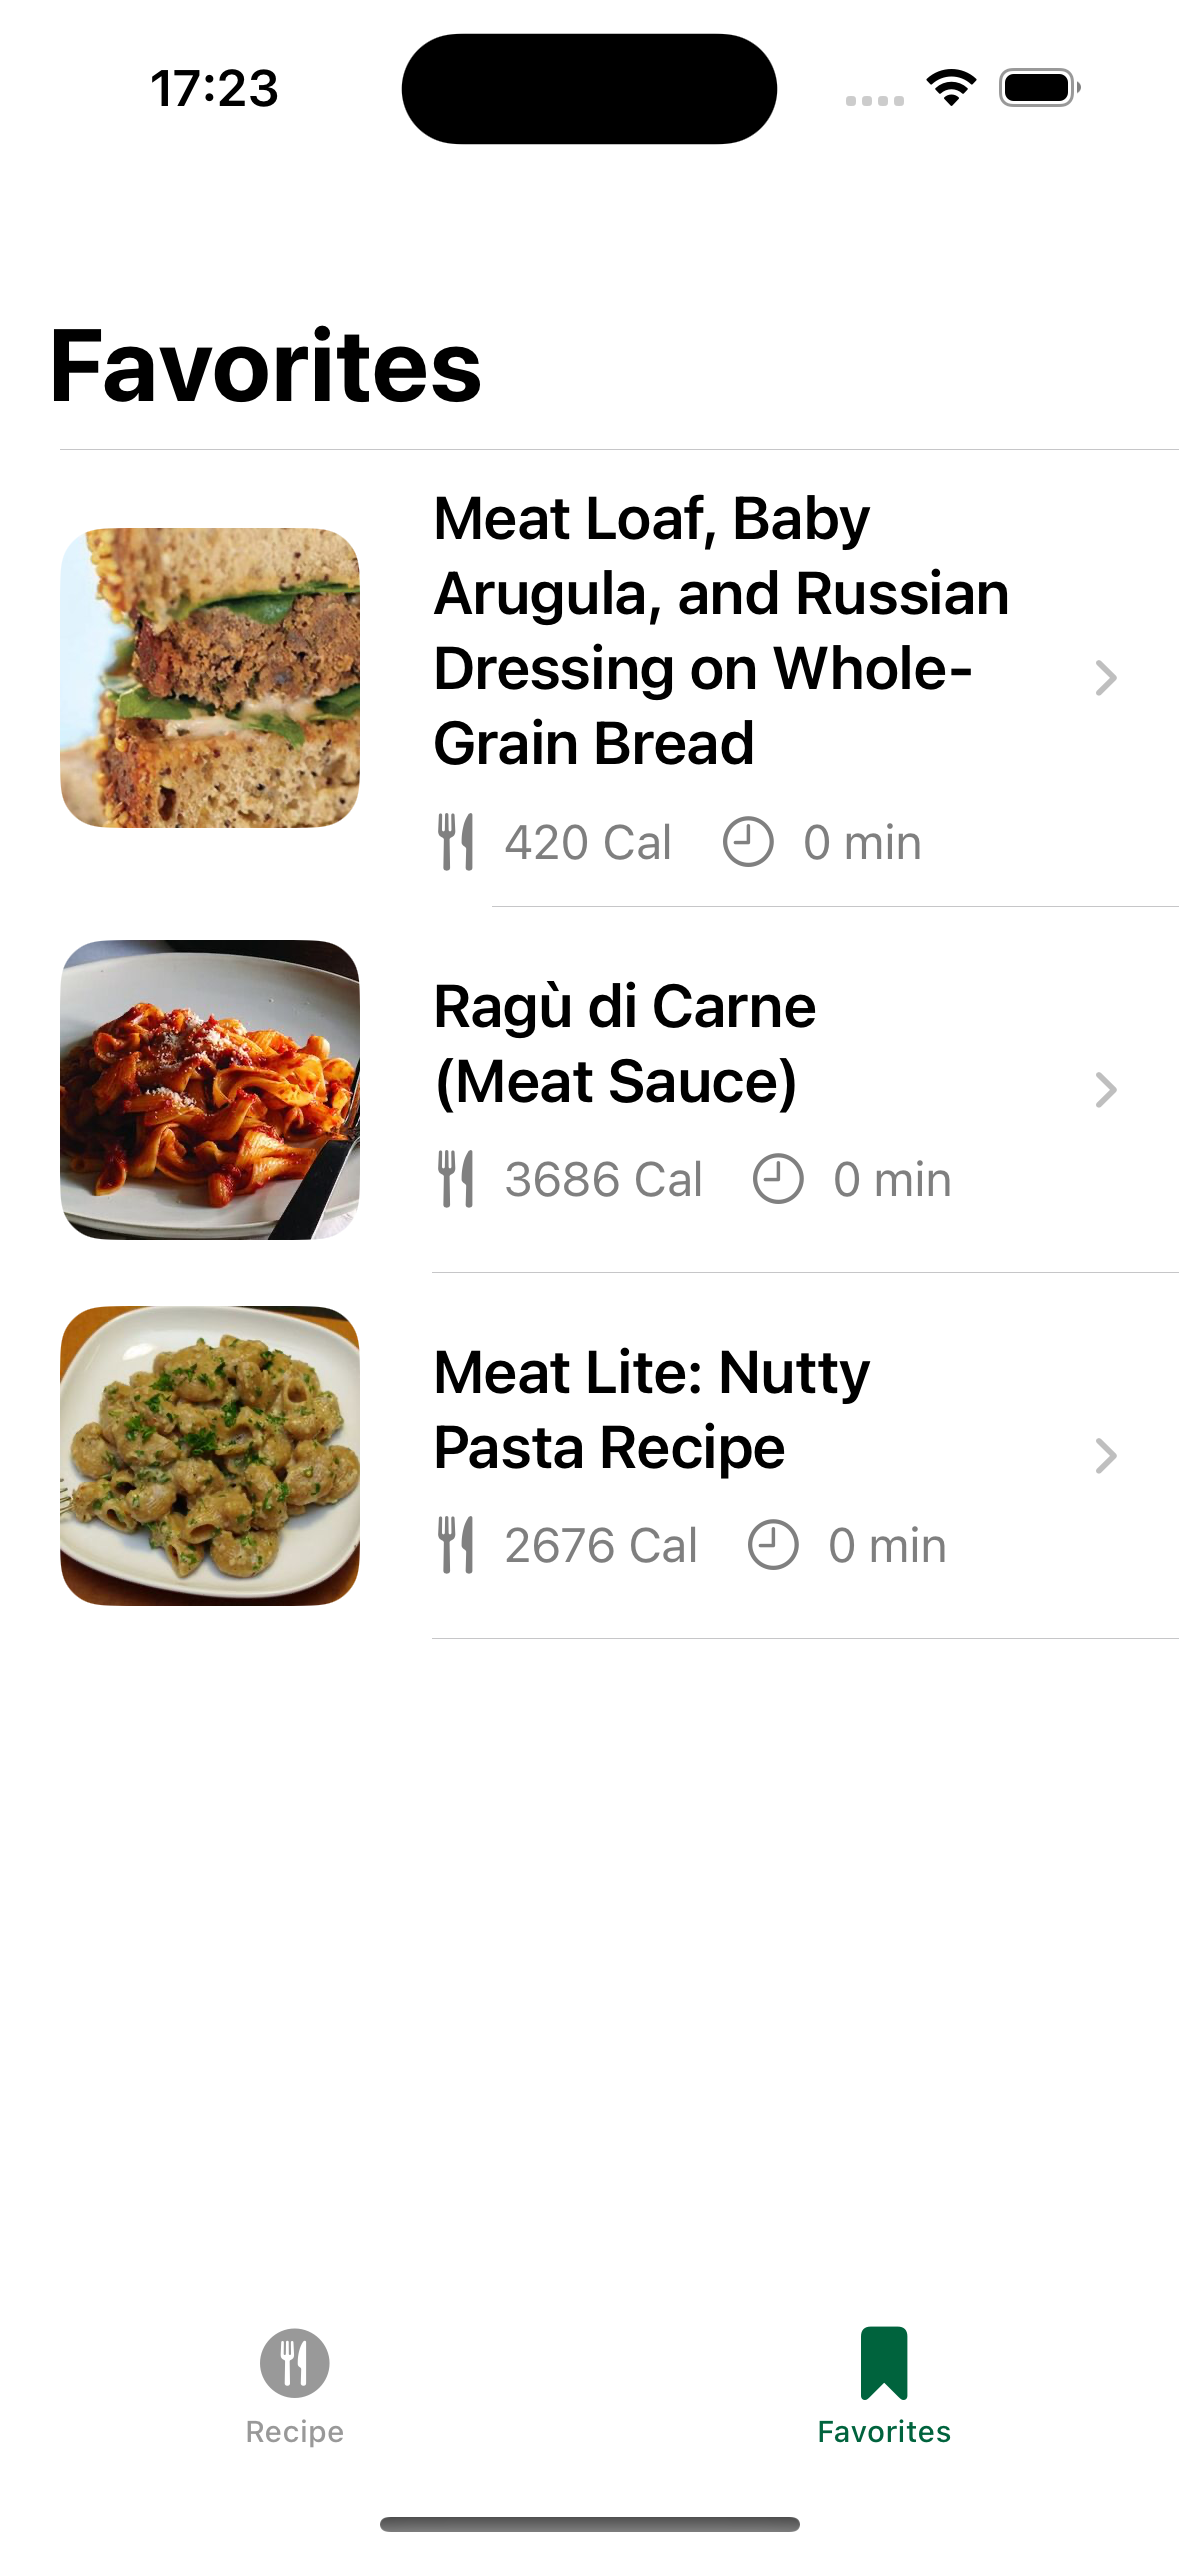 17:23
Favorites
Meat Loaf, Baby
Arugula, and Russian
Dressing on Whole-
Grain Bread
420 Cal 0 min
Ragù di Carne
(Meat Sauce)
3686 Cal 0 min
Meat Lite: Nutty
Pasta Recipe
2676 Cal 0 min
Recipe Favorites